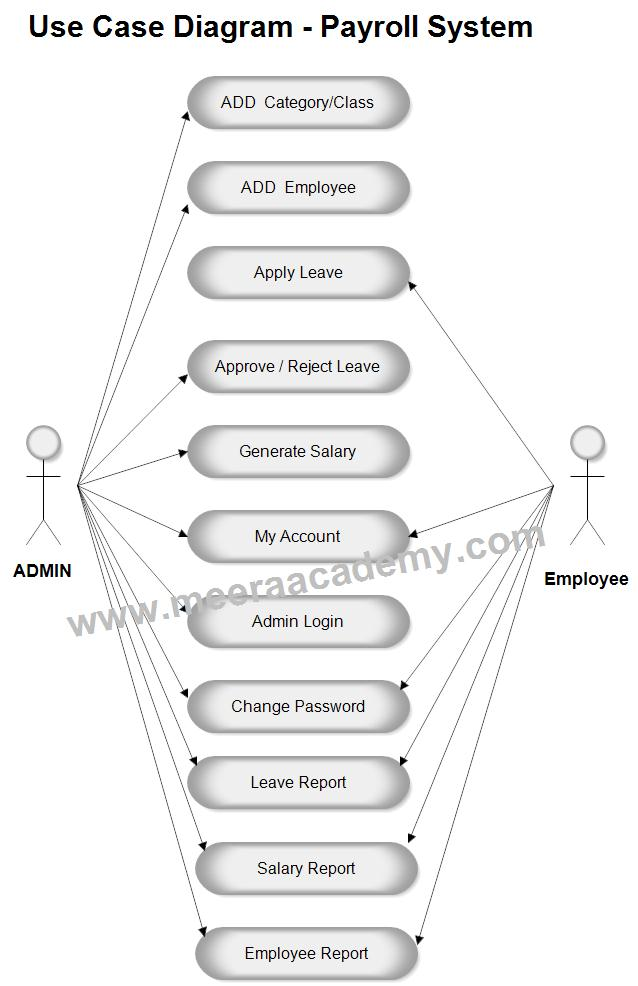 Use Case Diagram - Payroll System
ADD Category/Class
ADD Employee
Apply Leave
Approve / Reject Leave
Generate Salary
My Account
ADMIN
Employee
www.meeraacademy.com
Admin Login
Change Password
Leave Report
Salary Report
Employee Report